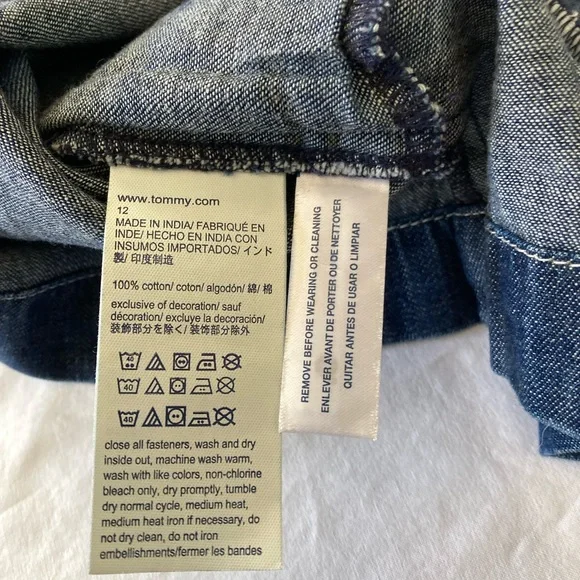 www.tommy.com
12
MADE IN INDIA/ FABRIQUÉ EN
INDE/ HECHO EN INDIA CON
INSUMOS IMPORTADOS/ インド
製/ 印度制造
100% cotton/ coton/ algodón/ 綿/ 棉
exclusive of decoration/ sauf
décoration/ excluye la decoración/
装飾部分を除く/ 装饰部分除外
40
40
40
close all fasteners, wash and dry
inside out, machine wash warm,
wash with like colors, non-chlorine
bleach only, dry promptly, tumble
dry normal cycle, medium heat,
medium heat iron if necessary, do
not dry clean, do not iron
embellishments/fermer les bandes
REMOVE BEFORE WEARING OR CLEANING
ENLEVER AVANT DE PORTER OU DE NETTOYER
QUITAR ANTES DE USAR O LIMPIAR